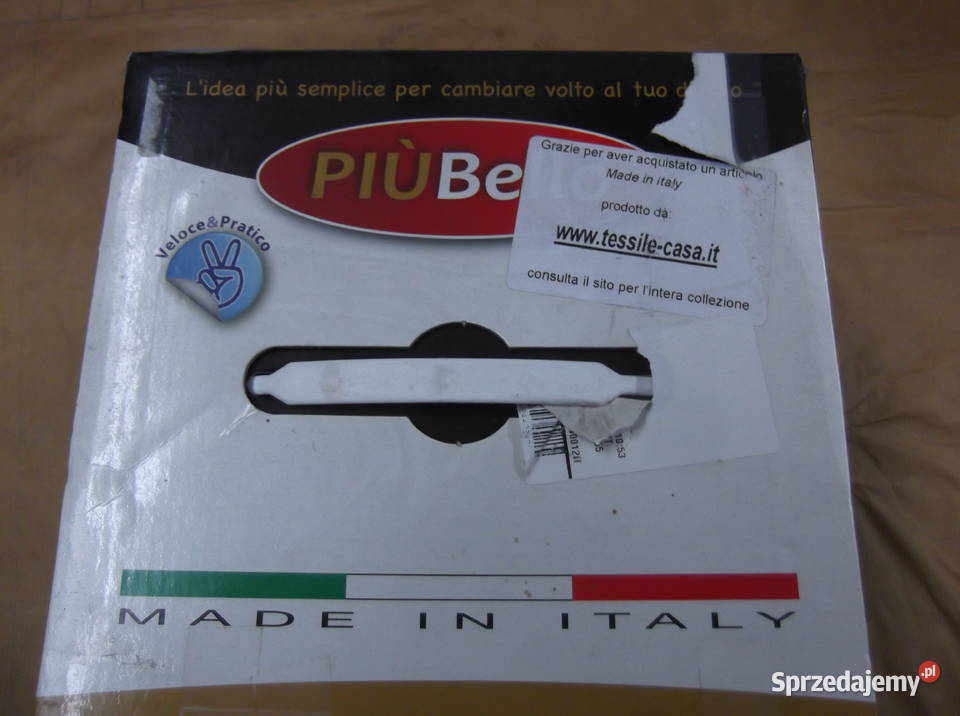 L'idea più semplice per cambiare volto al tuo
PIÙBello
Veloce&Pratico
Grazie per aver acquistato un articolo
Made in italy
prodotto da:
www.tessile-casa.it
consulta il sito per l'intera collezione
MADE IN ITALY
Sprzedajemy.pl